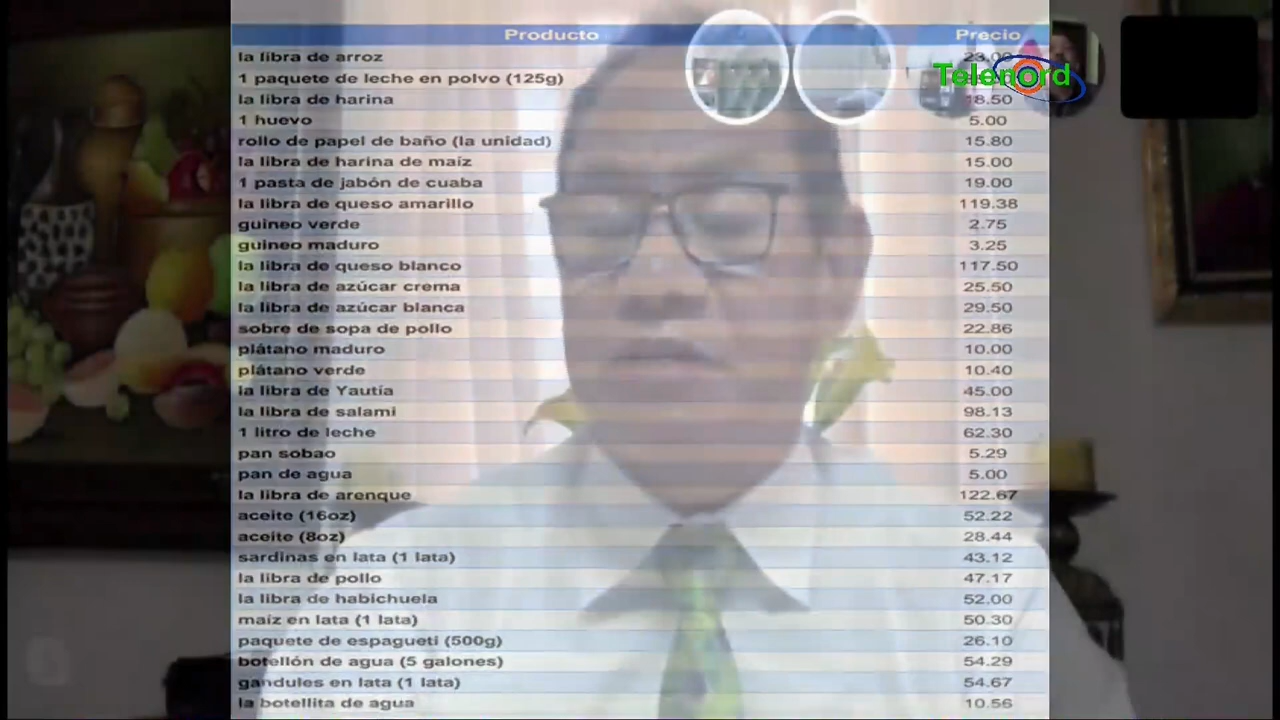 Producto Precio
la libra de arroz 23.00
1 paquete de leche en polvo (125g)
la libra de harina 18.50
1 huevo 5.00
rollo de papel de baño (la unidad) 15.80
la libra de harina de maíz 15.00
1 pasta de jabón de cuaba 19.00
la libra de queso amarillo 119.38
guineo verde 2.75
guineo maduro 3.25
la libra de queso blanco 117.50
la libra de azúcar crema 25.50
la libra de azúcar blanca 29.50
sobre de sopa de pollo 22.86
plátano maduro 10.00
plátano verde 10.40
la libra de Yautía 45.00
la libra de salami 98.13
1 litro de leche 62.30
pan sobao 5.29
pan de agua 5.00
la libra de arenque 122.67
aceite (16oz) 52.22
aceite (8oz) 28.44
sardinas en lata (1 lata) 43.12
la libra de pollo 47.17
la libra de habichuela 52.00
maíz en lata (1 lata) 50.30
paquete de espagueti (500g) 26.10
botellón de agua (5 galones) 54.29
gandules en lata (1 lata) 54.67
la botellita de agua 10.56
Telenord